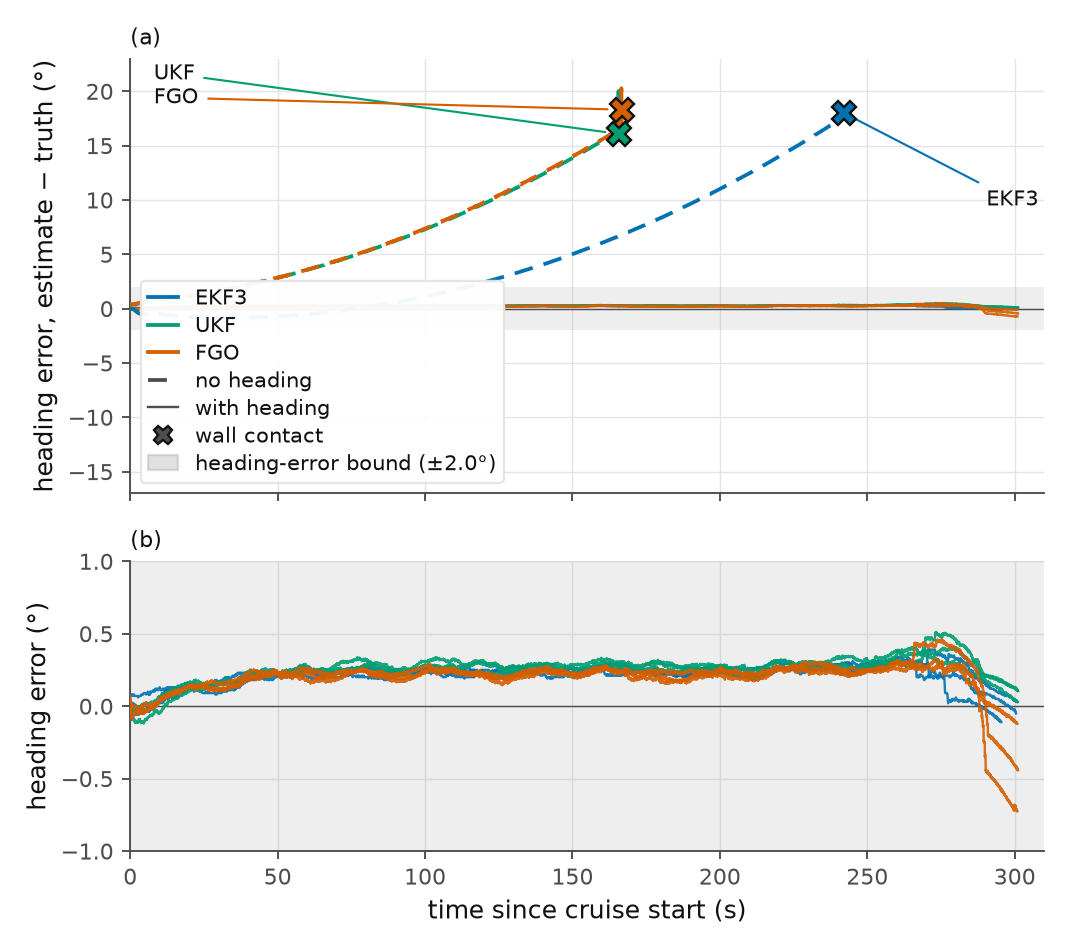 (a)
heading error, estimate − truth (°)
20
15
10
5
0
−5
−10
−15
UKF
FGO
EKF3
EKF3
UKF
FGO
no heading
with heading
wall contact
heading-error bound (±2.0°)
(b)
heading error (°)
1.0
0.5
0.0
−0.5
−1.0
0
50
100
150
200
250
300
time since cruise start (s)